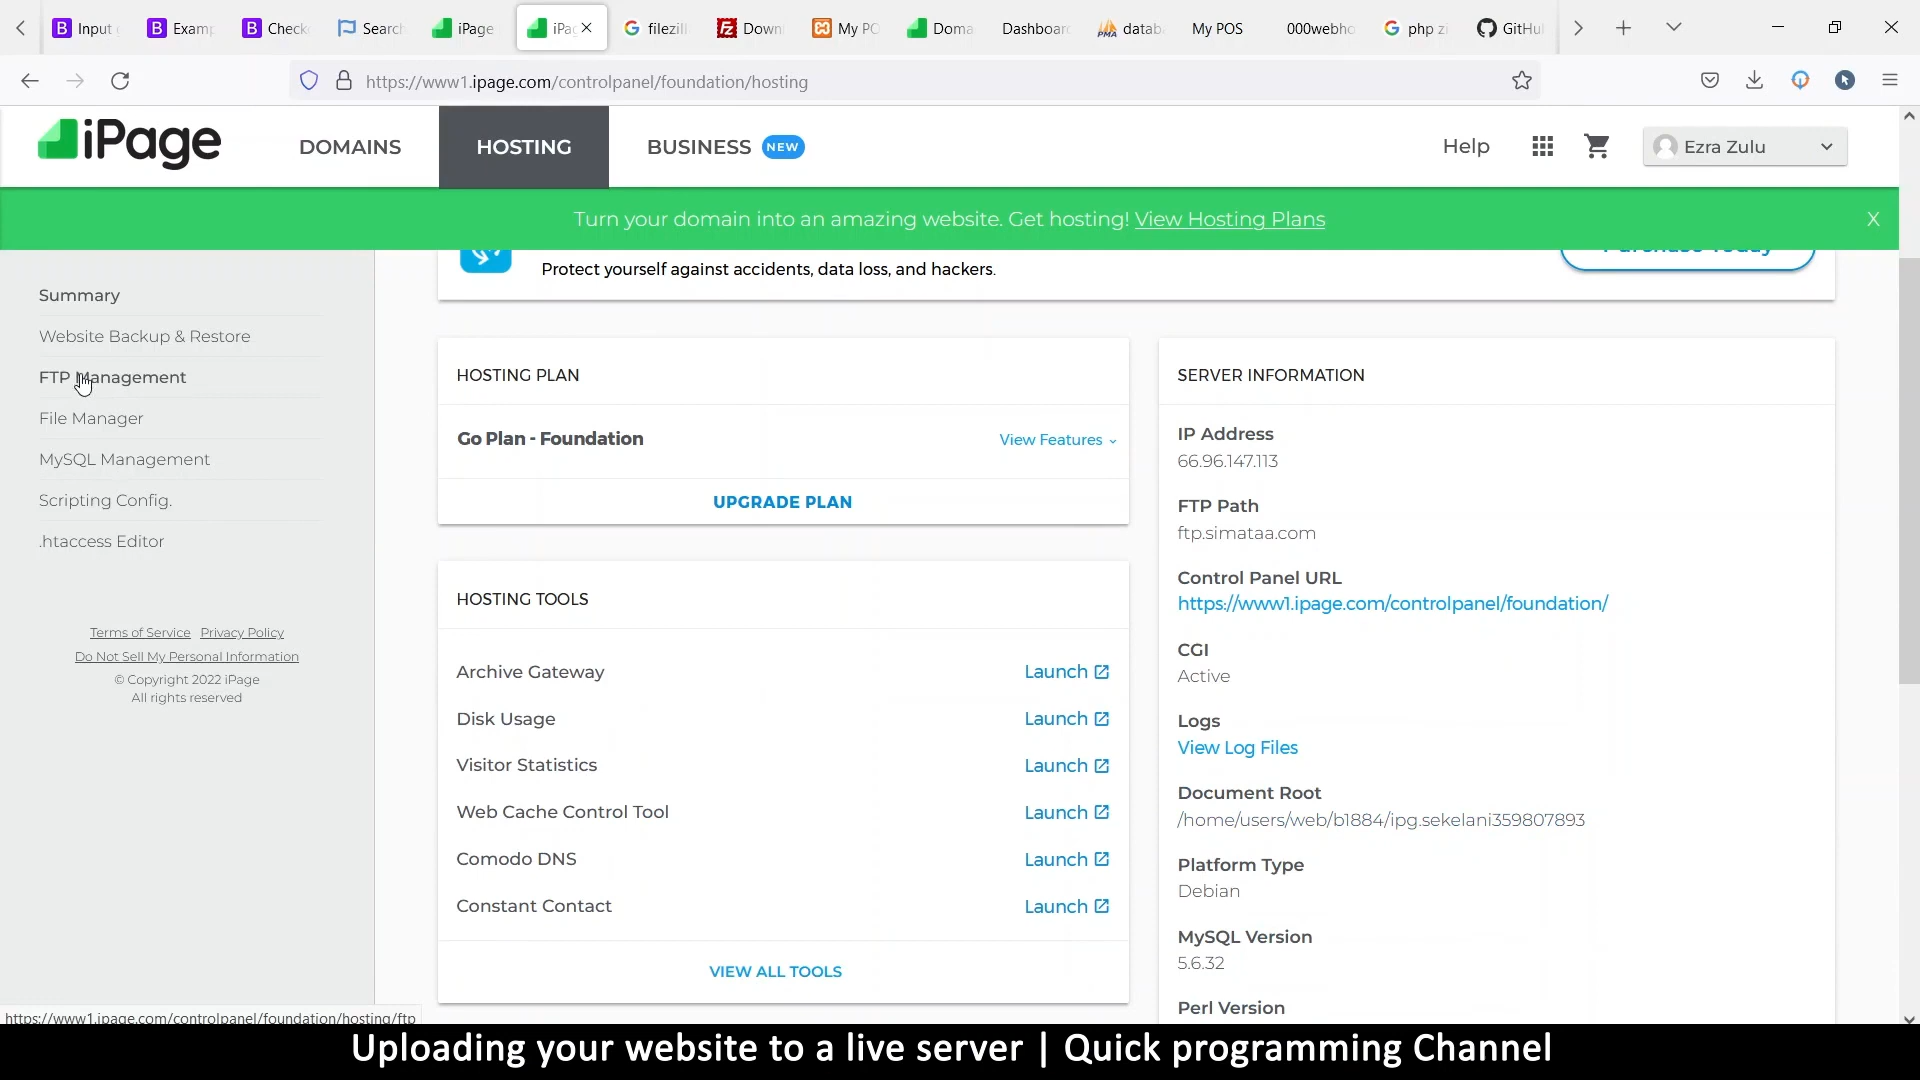 Input
Examp
Check
Search
iPage
iPac
filezill
Down
My PC
Doma
Dashboard
datab
My POS
000webho
php zi
GitHu
https://www1.ipage.com/controlpanel/foundation/hosting
iPage
DOMAINS
HOSTING
BUSINESS NEW
Help
Ezra Zulu
Turn your domain into an amazing website. Get hosting! View Hosting Plans
X
Protect yourself against accidents, data loss, and hackers.
Purchase Today
Summary
Website Backup & Restore
FTP Management
File Manager
MySQL Management
Scripting Config.
.htaccess Editor
Terms of Service Privacy Policy
Do Not Sell My Personal Information
© Copyright 2022 iPage
All rights reserved
HOSTING PLAN
Go Plan - Foundation
View Features
UPGRADE PLAN
HOSTING TOOLS
Archive Gateway Launch
Disk Usage Launch
Visitor Statistics Launch
Web Cache Control Tool Launch
Comodo DNS Launch
Constant Contact Launch
VIEW ALL TOOLS
SERVER INFORMATION
IP Address
66.96.147.113
FTP Path
ftp.simataa.com
Control Panel URL
https://www1.ipage.com/controlpanel/foundation/
CGI
Active
Logs
View Log Files
Document Root
/home/users/web/b1884/ipg.sekelani359807893
Platform Type
Debian
MySQL Version
5.6.32
Perl Version
https://www1.ipage.com/controlpanel/foundation/hosting/ftp
Uploading your website to a live server | Quick programming Channel